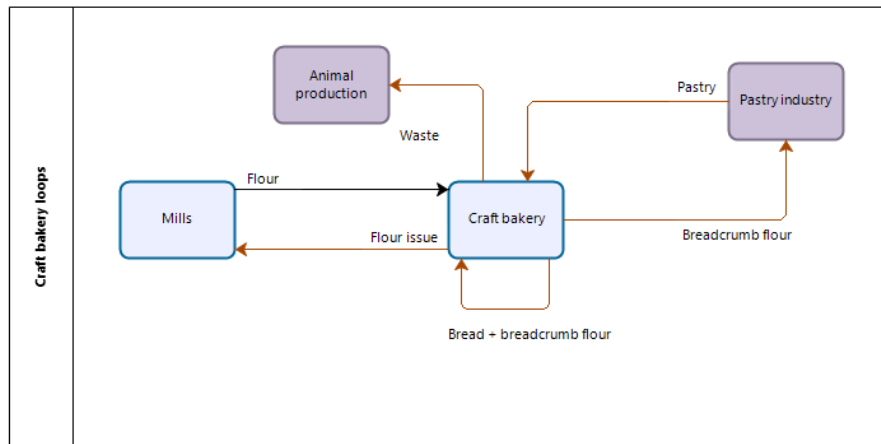 Craft bakery loops
Animal
production
Pastry
Pastry industry
Waste
Flour
Mills
Craft bakery
Flour issue
Breadcrumb flour
Bread + breadcrumb flour